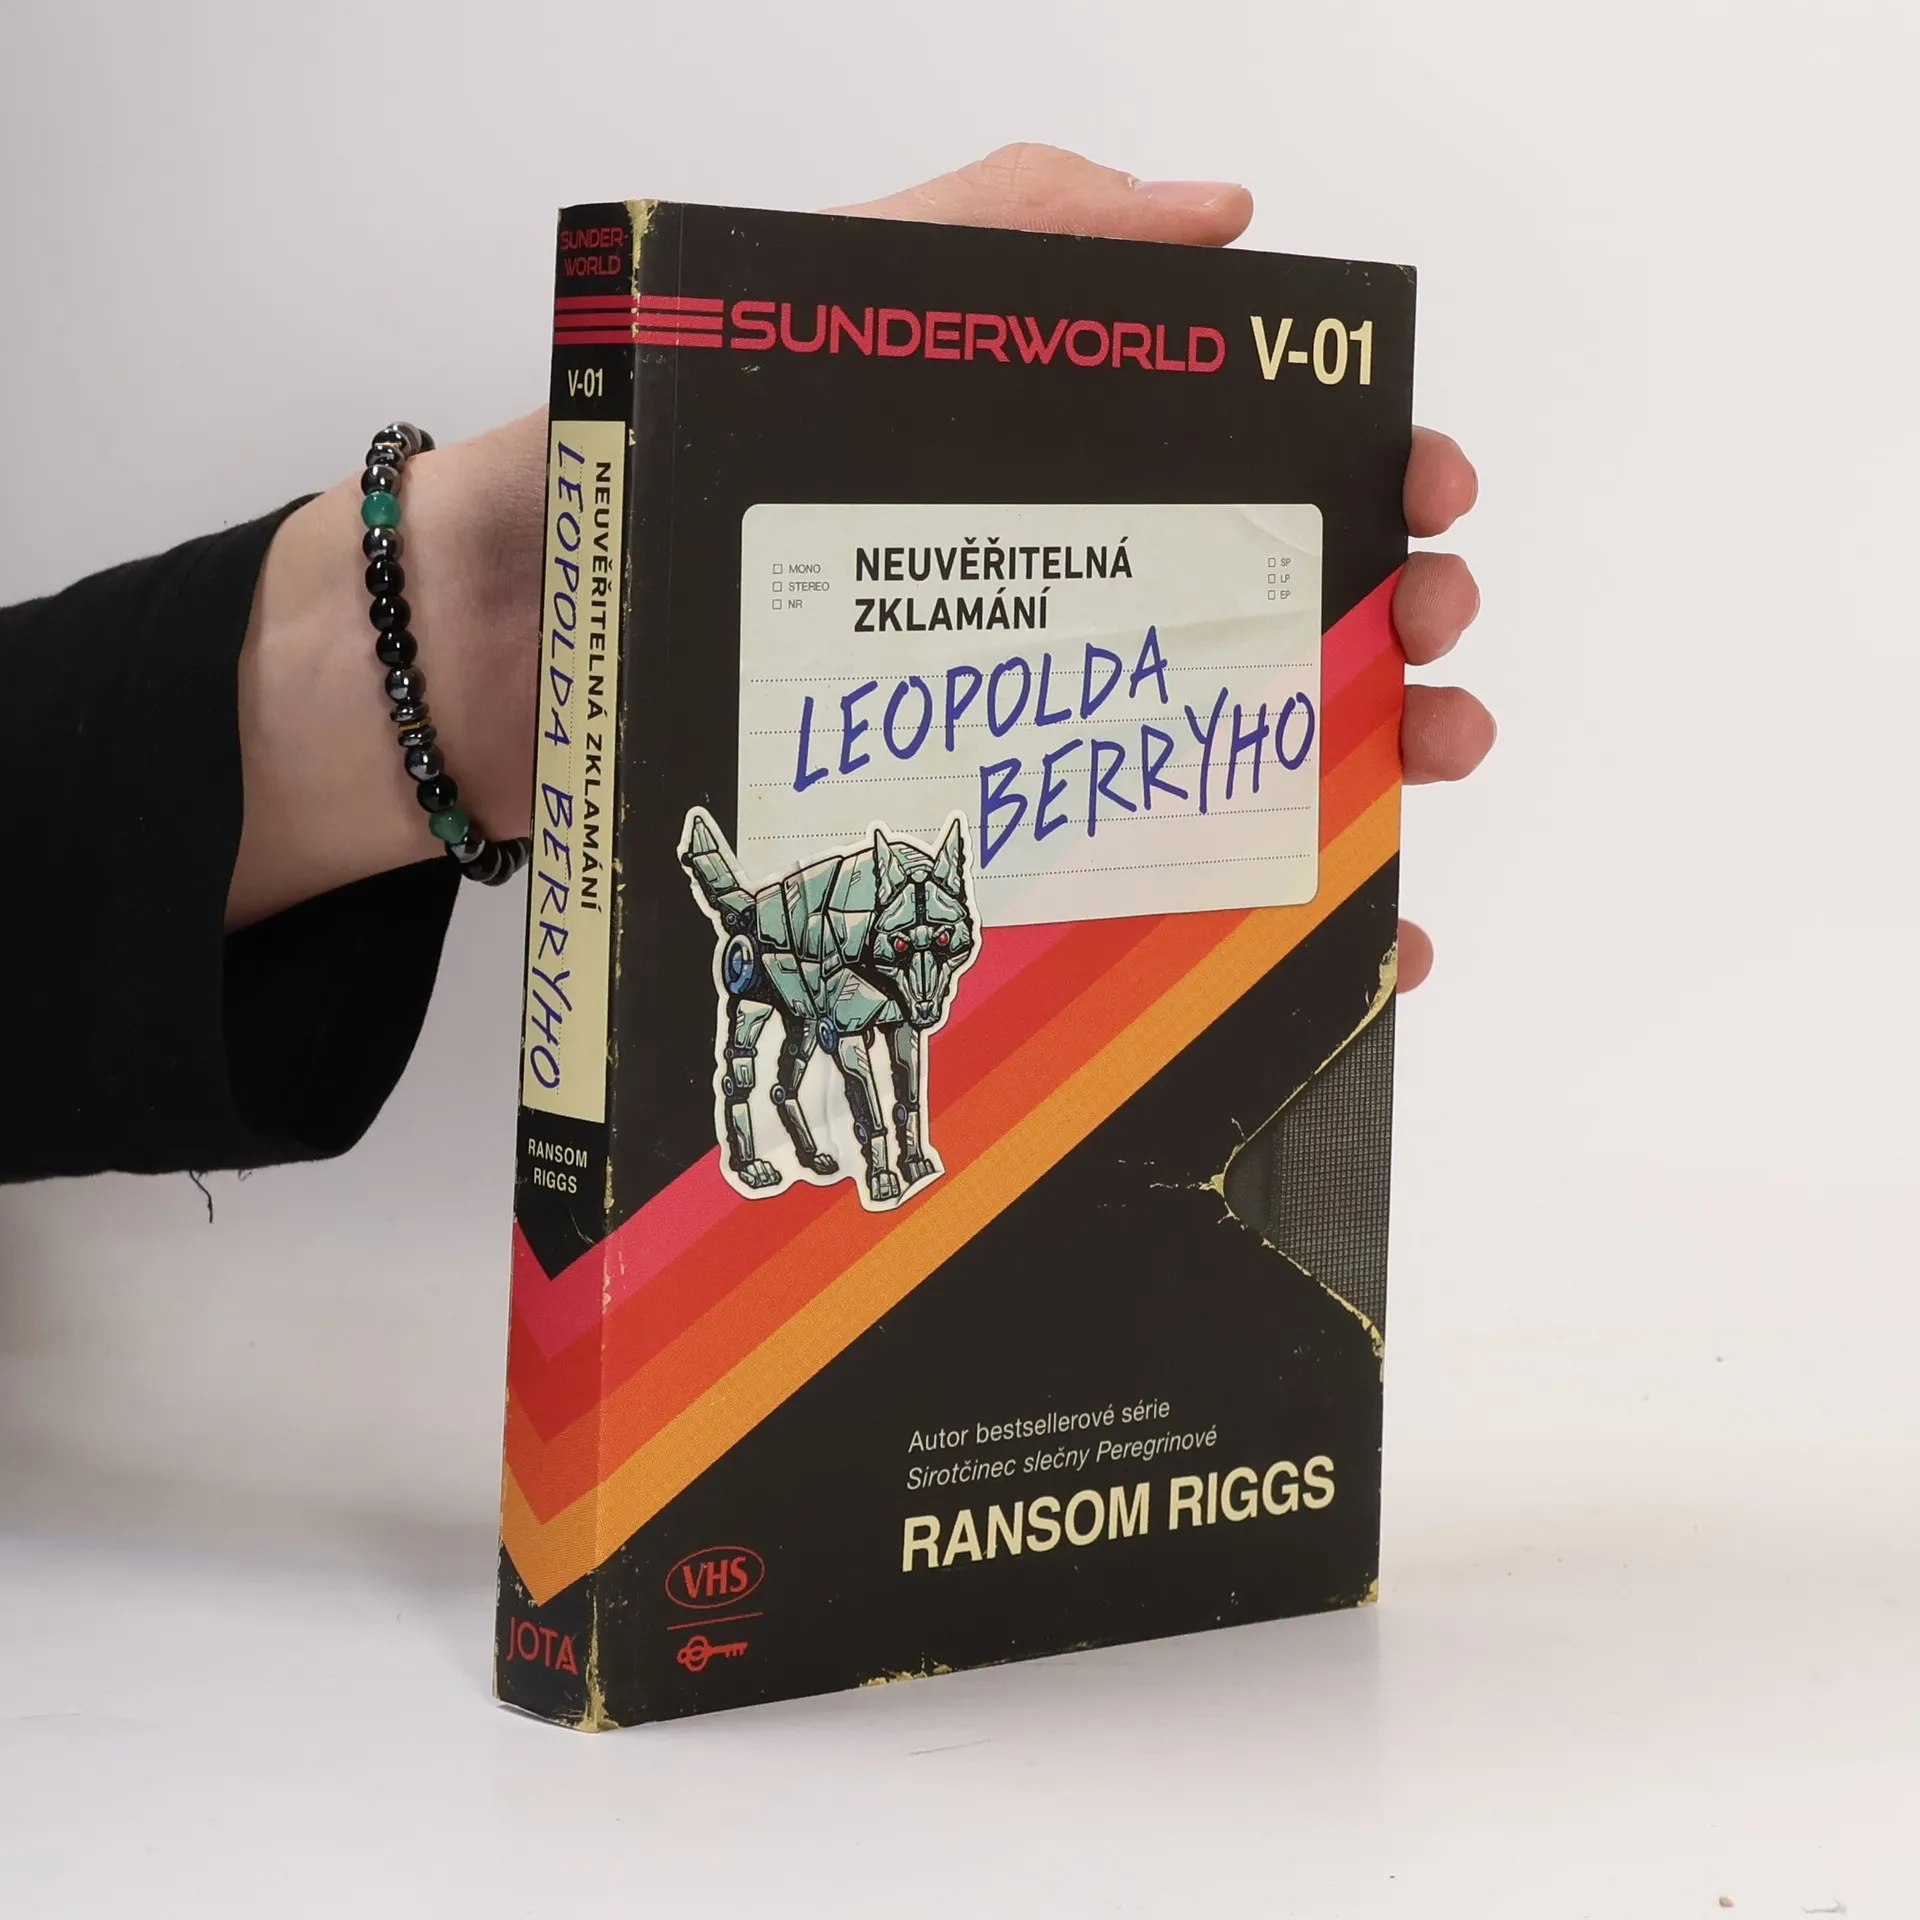 SUNDER-
WORLD
V-01
NEUVĚŘITELNÁ ZKLAMÁNÍ
LEOPOLDA BERRYHO
RANSOM
RIGGS
JOTA
SUNDERWORLD V-01
MONO
STEREO
NR
NEUVĚŘITELNÁ
ZKLAMÁNÍ
SP
LP
EP
LEOPOLDA
BERRYHO
Autor bestsellerové série
Sirotčinec slečny Peregrinové
RANSOM RIGGS
VHS